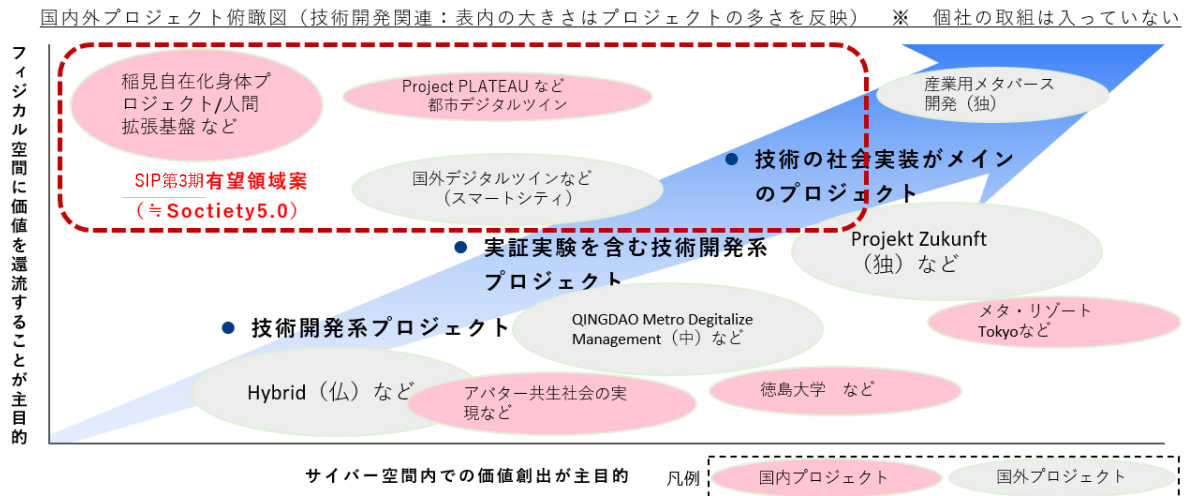 国内外プロジェクト俯瞰図（技術開発関連：表内の大きさはプロジェクトの多さを反映）　※　個社の取組は入っていない
フィジカル空間に価値を還流することが主目的
稲見自在化身体プ
ロジェクト/人間
拡張基盤 など
Project PLATEAU など
都市デジタルツイン
産業用メタバース
開発（独）
SIP第3期有望領域案
（≒Soctiety5.0）
国外デジタルツインなど
（スマートシティ）
● 技術の社会実装がメイン
のプロジェクト
● 実証実験を含む技術開発系
プロジェクト
Projekt Zukunft
（独）など
● 技術開発系プロジェクト
QINGDAO Metro Degitalize
Management（中）など
メタ・リゾート
Tokyoなど
Hybrid（仏）など
アバター共生社会の実
現など
徳島大学　など
サイバー空間内での価値創出が主目的
凡例
国内プロジェクト
国外プロジェクト